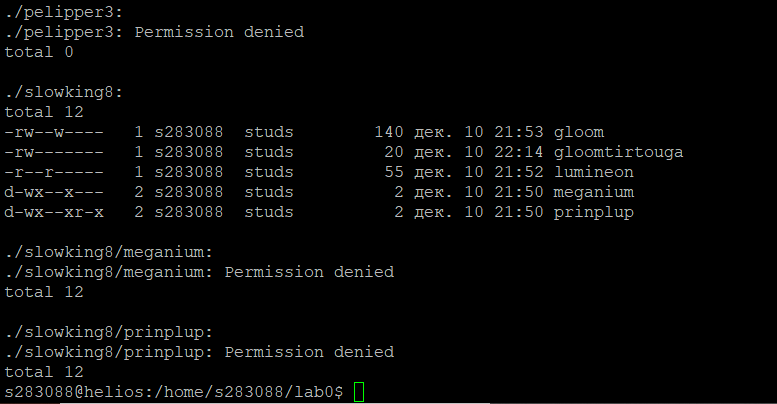 ./pelipper3:
./pelipper3: Permission denied
total 0
./slowking8:
total 12
-rw--w----   1 s283088  studs        140 дек. 10 21:53 gloom
-rw-------   1 s283088  studs         20 дек. 10 22:14 gloomtirtouga
-r--r-----   1 s283088  studs         55 дек. 10 21:52 lumineon
d-wx--x---   2 s283088  studs          2 дек. 10 21:50 meganium
d-wx--xr-x   2 s283088  studs          2 дек. 10 21:50 prinplup
./slowking8/meganium:
./slowking8/meganium: Permission denied
total 12
./slowking8/prinplup:
./slowking8/prinplup: Permission denied
total 12
s283088@helios:/home/s283088/lab0$